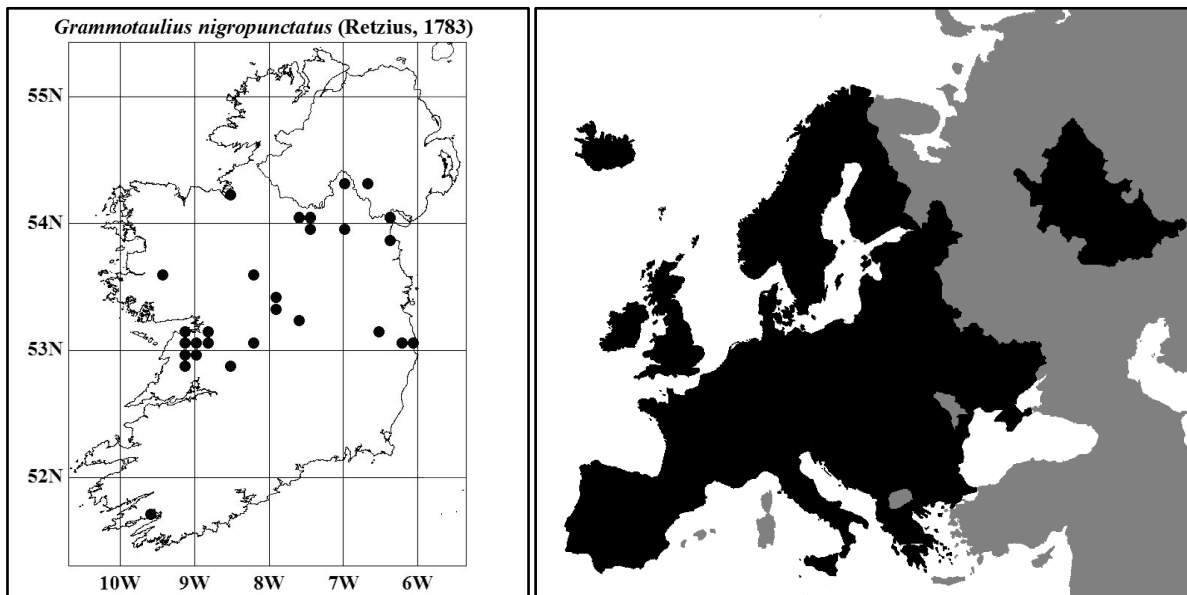 Grammotaulius nigropunctatus (Retzius, 1783)
55N
54N
53N
52N
10W 9W 8W 7W 6W